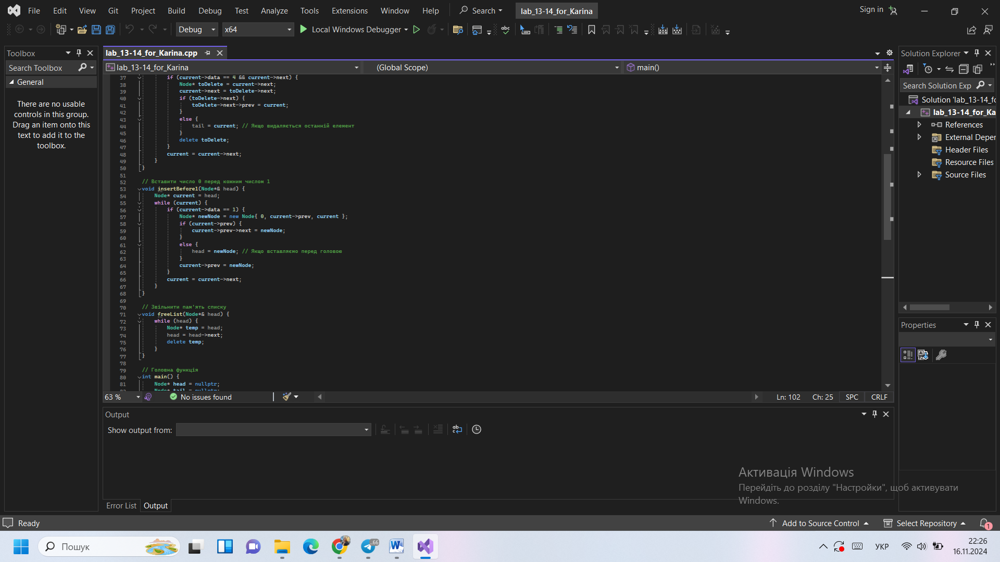 File Edit View Git Project Build Debug Test Analyze Tools Extensions Window Help Search lab_13-14_for_Karina Sign in
Debug x64 Local Windows Debugger
Toolbox
Search Toolbox
General
There are no usable
controls in this group.
Drag an item onto this
text to add it to the
toolbox.
lab_13-14_for_Karina.cpp
lab_13-14_for_Karina (Global Scope) main()
37 if (current->data == 4 && current->next) {
38 Node* toDelete = current->next;
39 current->next = toDelete->next;
40 if (toDelete->next) {
41 toDelete->next->prev = current;
42 }
43 else {
44 tail = current; // Якщо видаляється останній елемент
45 }
46 delete toDelete;
47 }
48 current = current->next;
49 }
50 }
51
52 // Вставити число 0 перед кожним числом 1
53 void insertBefore1(Node*& head) {
54 Node* current = head;
55 while (current) {
56 if (current->data == 1) {
57 Node* newNode = new Node{ 0, current->prev, current };
58 if (current->prev) {
59 current->prev->next = newNode;
60 }
61 else {
62 head = newNode; // Якщо вставляємо перед головою
63 }
64 current->prev = newNode;
65 }
66 current = current->next;
67 }
68 }
69
70 // Звільнити пам'ять списку
71 void freeList(Node*& head) {
72 while (head) {
73 Node* temp = head;
74 head = head->next;
75 delete temp;
76 }
77 }
78
79 // Головна функція
80 int main() {
81 Node* head = nullptr;
82 Node* tail = nullptr;
63 % No issues found Ln: 102 Ch: 25 SPC CRLF
Output
Show output from:
Error List Output
Solution Explorer
Search Solution Exp
Solution 'lab_13-14_fo
lab_13-14_for_Ka
References
External Deper
Header Files
Resource Files
Source Files
Properties
Активація Windows
Перейдіть до розділу "Настройки", щоб активувати
Windows.
Ready Add to Source Control Select Repository 1
Пошук 66 УКР 22:26
16.11.2024